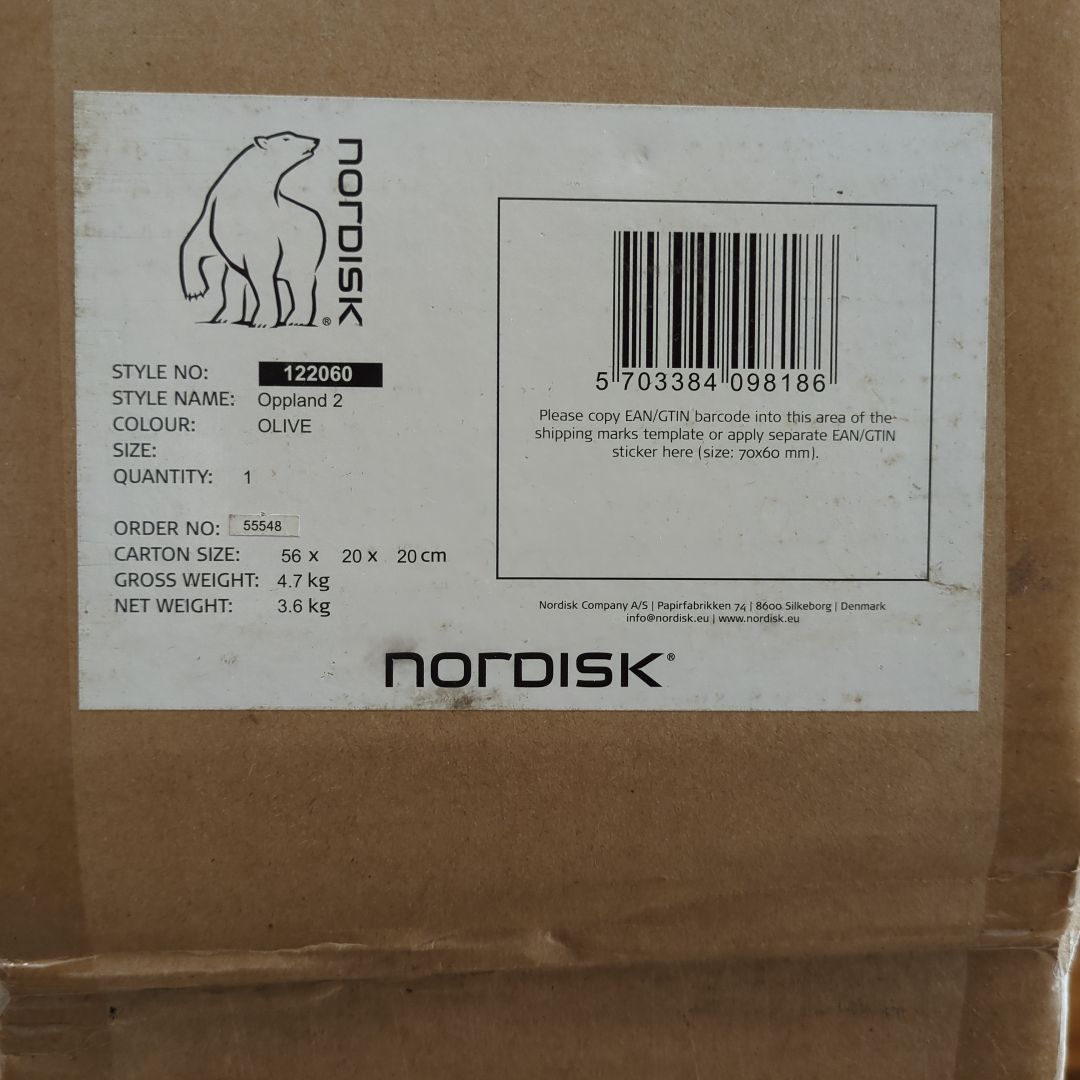 NORDISK®
STYLE NO: 122060
STYLE NAME: Oppland 2
COLOUR: OLIVE
SIZE:
QUANTITY: 1
ORDER NO: 55548
CARTON SIZE: 56 x 20 x 20 cm
GROSS WEIGHT: 4.7 kg
NET WEIGHT: 3.6 kg
5 703384 098186
Please copy EAN/GTIN barcode into this area of the
shipping marks template or apply separate EAN/GTIN
sticker here (size: 70x60 mm).
Nordisk Company A/S | Papirfabrikken 74 | 8600 Silkeborg | Denmark
info@nordisk.eu | www.nordisk.eu
NORDISK®